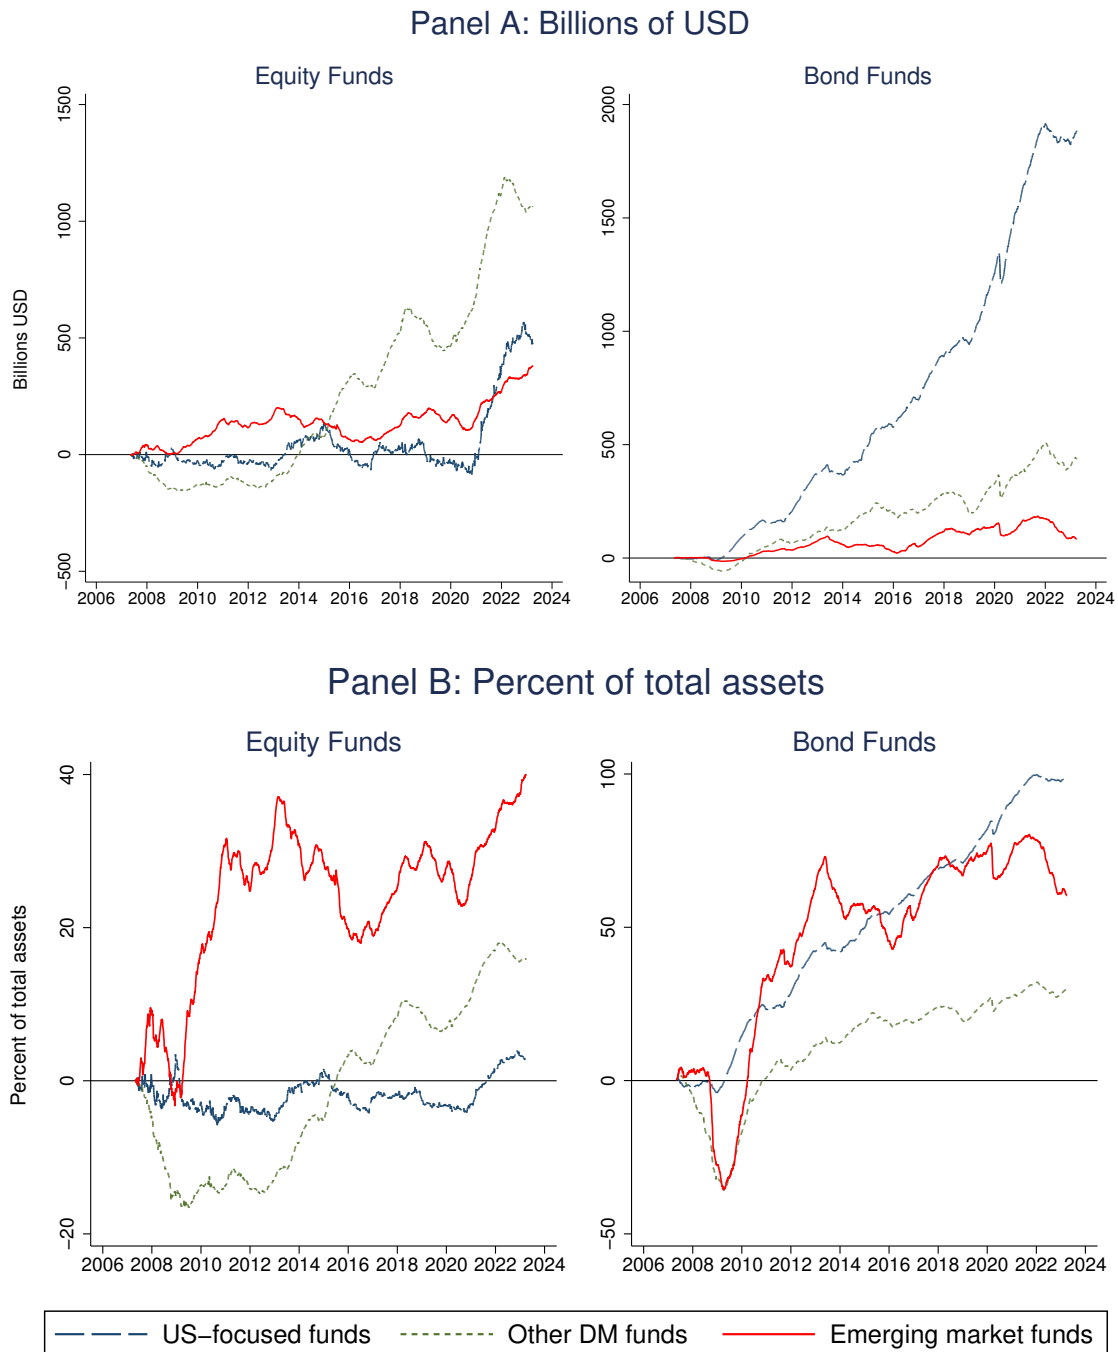 Panel A: Billions of USD
Equity Funds
Bond Funds
Billions USD
1500
1000
500
0
−500
2006 2008 2010 2012 2014 2016 2018 2020 2022 2024
2000
1500
1000
500
0
2006 2008 2010 2012 2014 2016 2018 2020 2022 2024
Panel B: Percent of total assets
Equity Funds
Bond Funds
Percent of total assets
40
20
0
−20
2006 2008 2010 2012 2014 2016 2018 2020 2022 2024
100
50
0
−50
2006 2008 2010 2012 2014 2016 2018 2020 2022 2024
US−focused funds Other DM funds Emerging market funds